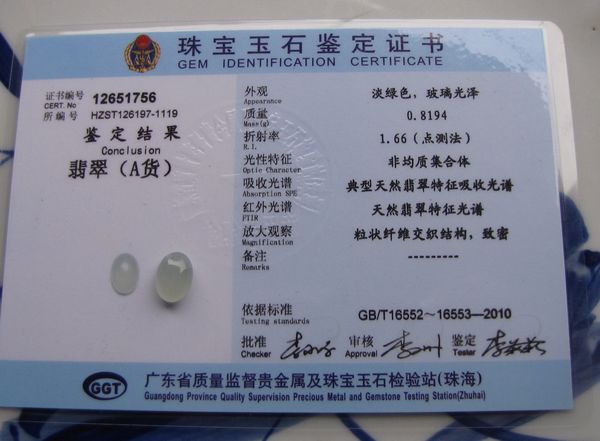 珠宝玉石鉴定证书
GEM IDENTIFICATION CERTIFICATE
证书编号 12651756
CERT. No
所编号 HZST126197-1119
鉴定结果
Conclusion
翡翠（A货）
外观 淡绿色，玻璃光泽
Appearance
质量 0.8194
Mass(g)
折射率 1.66（点测法）
R.I.
光性特征 非均质集合体
Optic Character
吸收光谱 典型天然翡翠特征吸收光谱
Absorption SPE
红外光谱 天然翡翠特征光谱
FTIR
放大观察 粒状纤维交织结构，致密
Magnification
备注 ---------
Remarks
依据标准 GB/T16552～16553—2010
Testing standards
批准 审核 鉴定
Checker Approval Tester
GGT
广东省质量监督贵金属及珠宝玉石检验站(珠海)
Guangdong Province Quality Supervision Precious Metal and Gemstone Testing Station(Zhuhai)